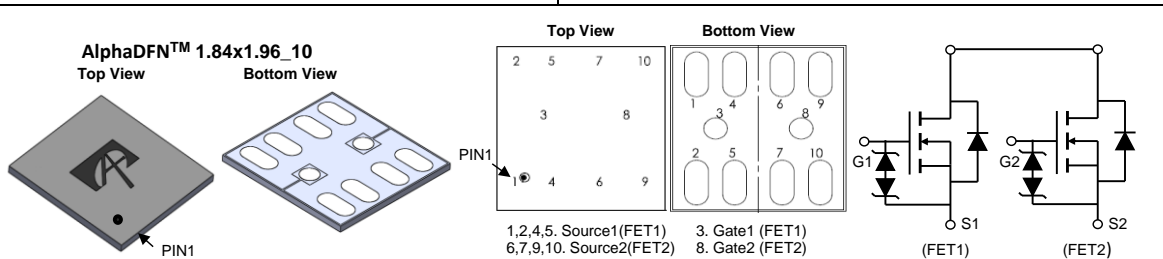 AlphaDFN™ 1.84x1.96_10
Top View Bottom View
PIN1
Top View Bottom View
2 5 7 10
3 8
PIN1
1 4 6 9
1 4 6 9
3 8
2 5 7 10
1,2,4,5. Source1(FET1) 3. Gate1 (FET1)
6,7,9,10. Source2(FET2) 8. Gate2 (FET2)
G1 G2
S1 S2
(FET1) (FET2)